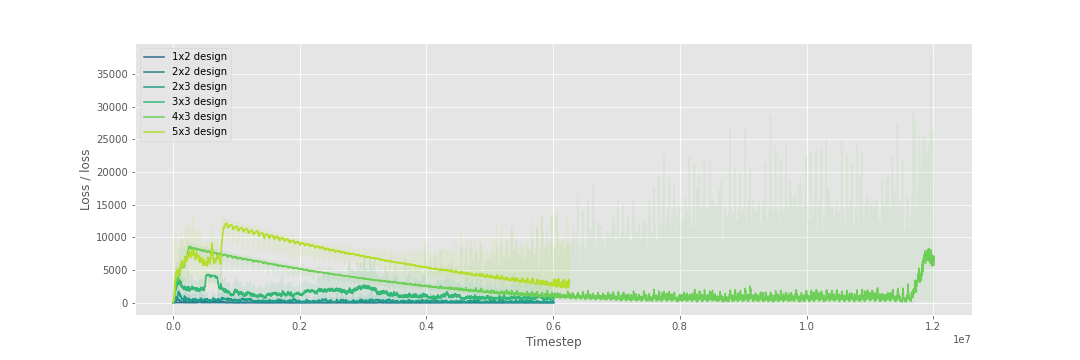 1x2 design
2x2 design
2x3 design
3x3 design
4x3 design
5x3 design
35000
30000
25000
20000
15000
10000
5000
0
Loss / loss
0.0 0.2 0.4 0.6 0.8 1.0 1.2
1e7
Timestep